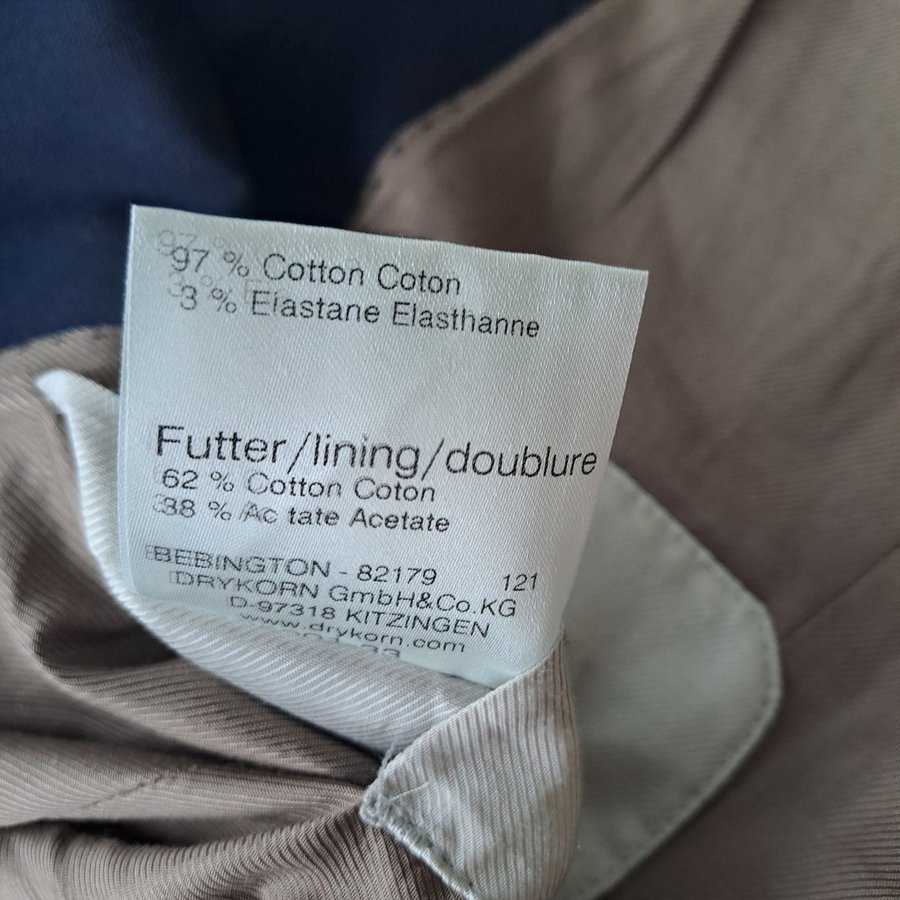 97 % Cotton Coton
3 % Elastane Elasthanne
Futter/lining/doublure
62 % Cotton Coton
38 % Ac tate Acetate
BEBINGTON - 82179 121
DRYKORN GmbH&Co.KG
D-97318 KITZINGEN
www.drykorn.com